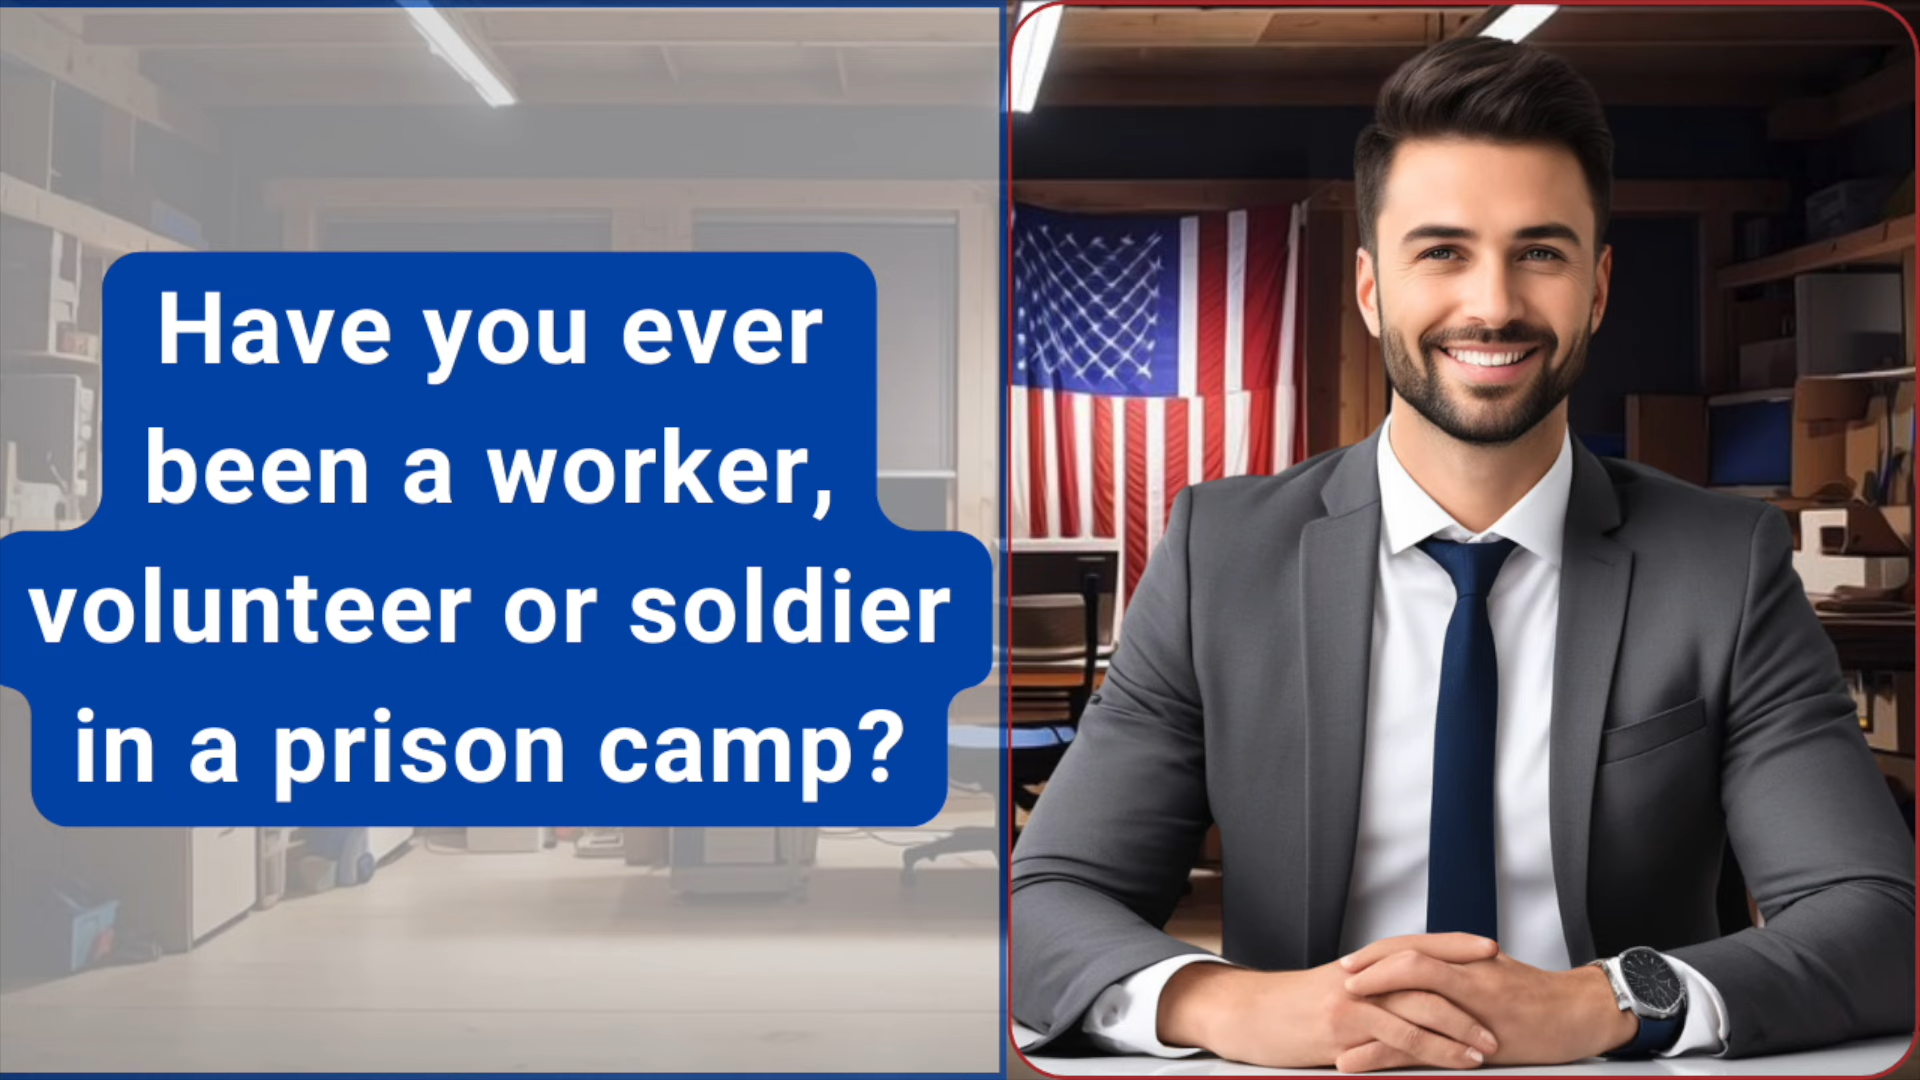 Have you ever
been a worker,
volunteer or soldier
in a prison camp?